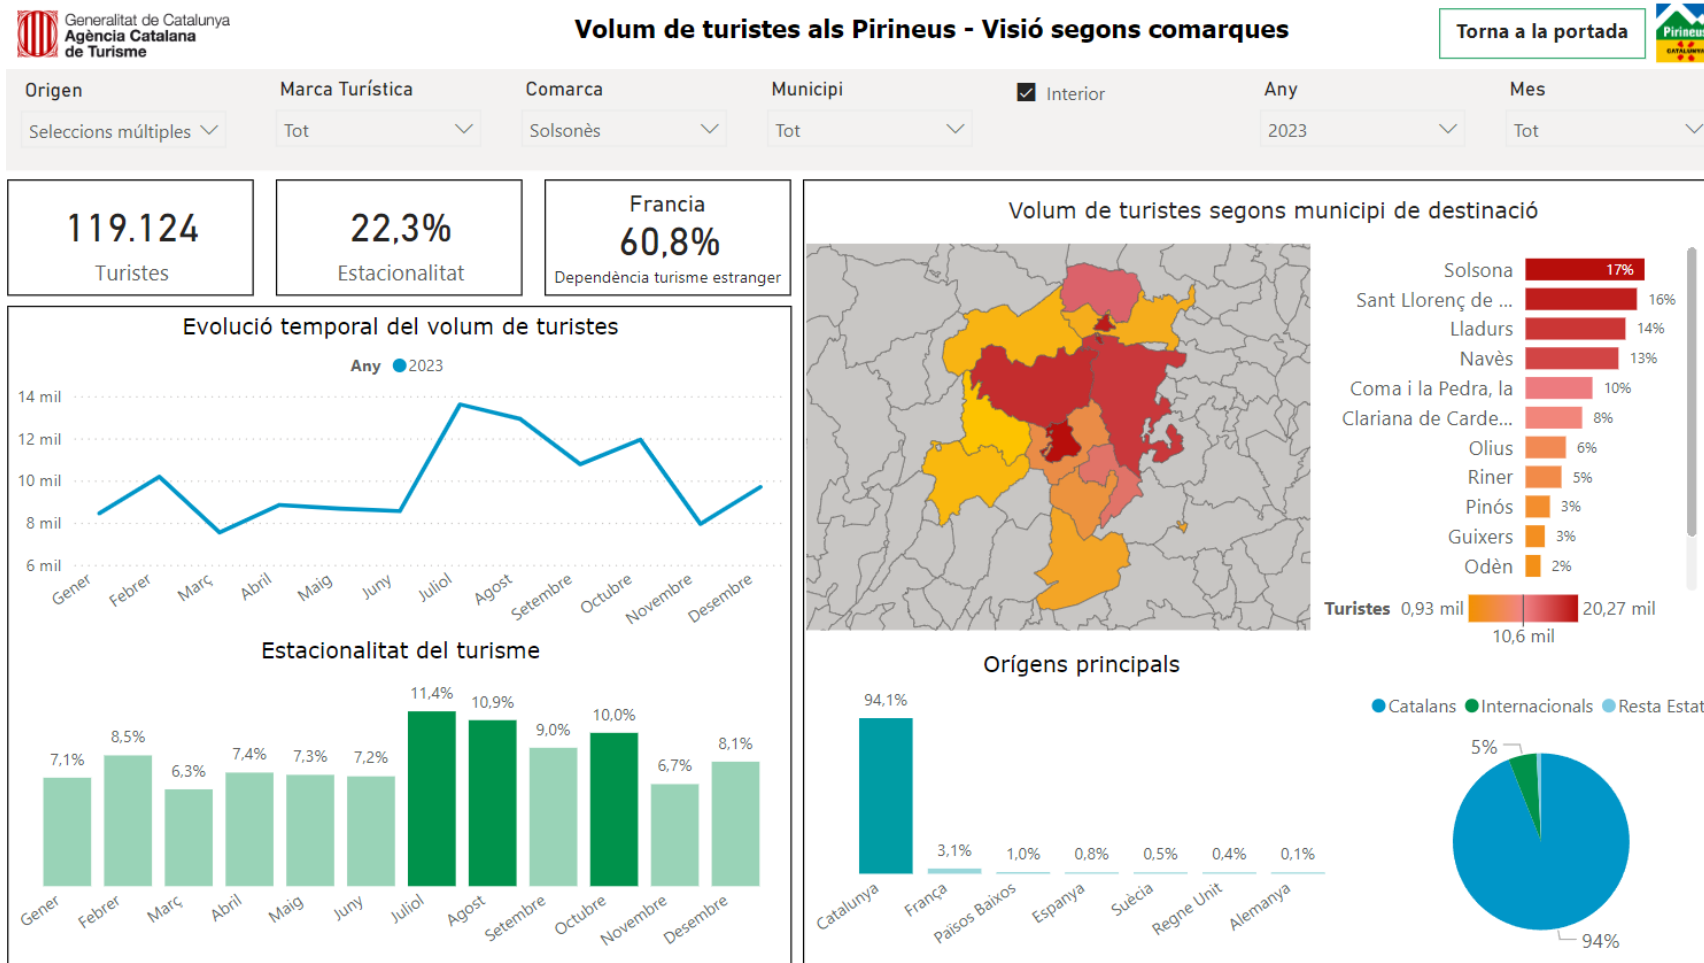 Generalitat de Catalunya
Agència Catalana
de Turisme
Volum de turistes als Pirineus - Visió segons comarques
Torna a la portada
Pirineus
CATALUNYA
Origen
Marca Turística
Comarca
Municipi
Interior
Any
Mes
Seleccions múltiples
Tot
Solsonès
Tot
2023
Tot
119.124
Turistes
22,3%
Estacionalitat
Francia
60,8%
Dependència turisme estranger
Evolució temporal del volum de turistes
Any 2023
14 mil
12 mil
10 mil
8 mil
6 mil
Gener Febrer Març Abril Maig Juny Juliol Agost Setembre Octubre Novembre Desembre
Estacionalitat del turisme
7,1% 8,5% 6,3% 7,4% 7,3% 7,2% 11,4% 10,9% 9,0% 10,0% 6,7% 8,1%
Gener Febrer Març Abril Maig Juny Juliol Agost Setembre Octubre Novembre Desembre
Volum de turistes segons municipi de destinació
Solsona 17%
Sant Llorenç de ... 16%
Lladurs 14%
Navès 13%
Coma i la Pedra, la 10%
Clariana de Carde... 8%
Olius 6%
Riner 5%
Pinós 3%
Guixers 3%
Odèn 2%
Turistes 0,93 mil 20,27 mil
10,6 mil
Orígens principals
94,1% 3,1% 1,0% 0,8% 0,5% 0,4% 0,1%
Catalunya França Països Baixos Espanya Suècia Regne Unit Alemanya
Catalans Internacionals Resta Estat
5%
94%